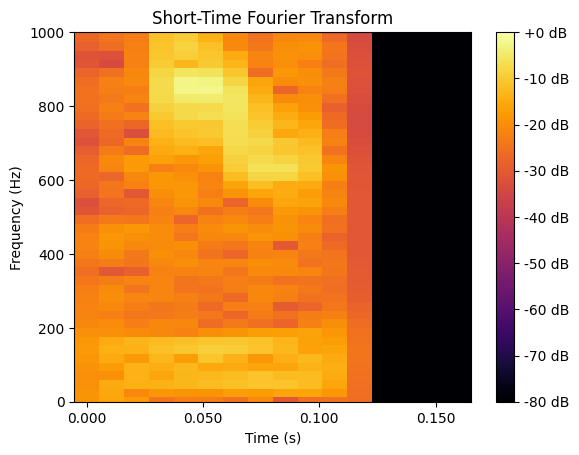 Short-Time Fourier Transform
1000
800
600
400
200
0
Frequency (Hz)
0.000
0.050
0.100
0.150
Time (s)
+0 dB
-10 dB
-20 dB
-30 dB
-40 dB
-50 dB
-60 dB
-70 dB
-80 dB